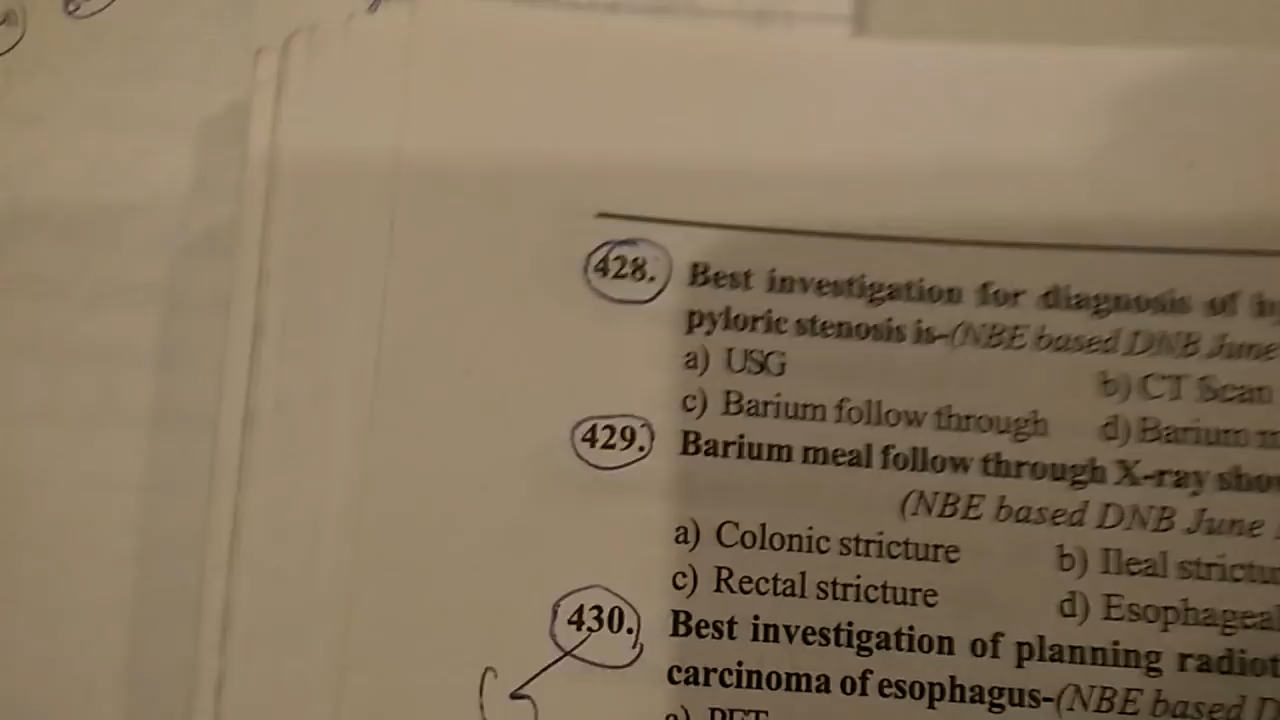 428. Best investigation for diagnosis of
pyloric stenosis is-(NBE based DNB June
a) USG b) CT Scan
c) Barium follow through d) Barium
429. Barium meal follow through X-ray
(NBE based DNB June
a) Colonic stricture b) Ileal
c) Rectal stricture d)
430. Best investigation of planning
carcinoma of esophagus-(NBE based
a) PET